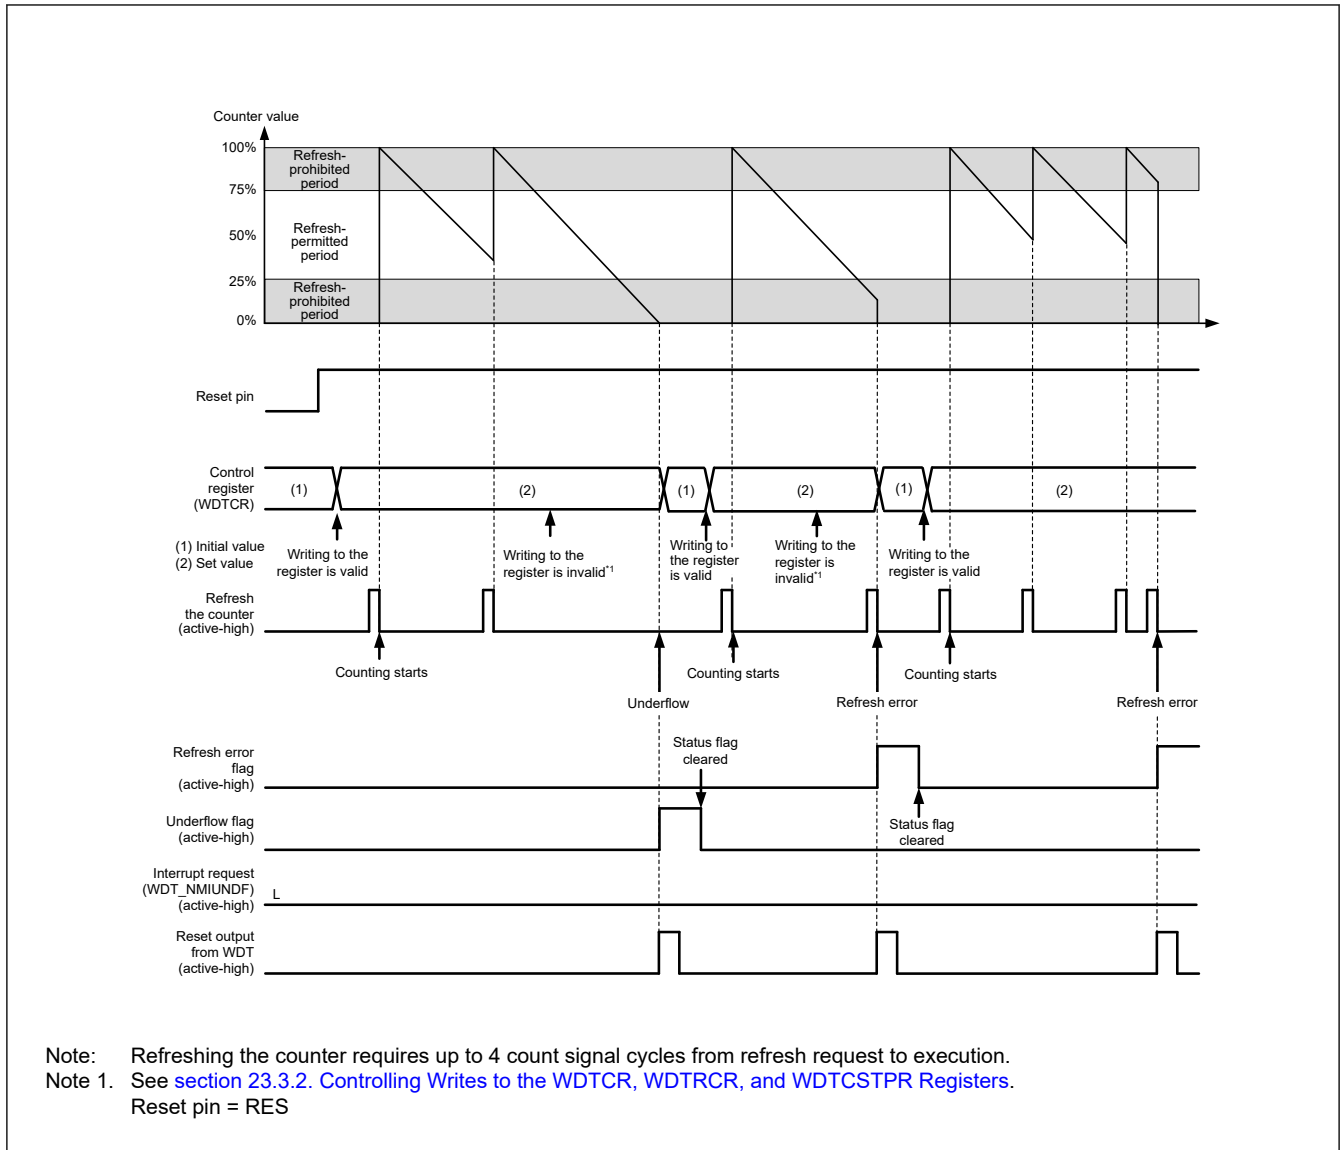 Counter value
100%
Refresh-
prohibited
period
75%
50%
Refresh-
permitted
period
25%
Refresh-
prohibited
period
0%
Reset pin
Control
register
(WDTCR)
(1)
(2)
(1)
(2)
(1)
(2)
(1) Initial value
(2) Set value
Writing to the
register is valid
Writing to the
register is invalid*1
Writing to
the register
is valid
Writing to the
register is
invalid*1
Writing to the
register is valid
Refresh
the counter
(active-high)
Counting starts
Counting starts
Counting starts
Underflow
Refresh error
Refresh error
Refresh error
flag
(active-high)
Status flag
cleared
Status flag
cleared
Underflow flag
(active-high)
Interrupt request
(WDT_NMIUNDF)
(active-high)
L
Reset output
from WDT
(active-high)
Note: Refreshing the counter requires up to 4 count signal cycles from refresh request to execution.
Note 1. See section 23.3.2. Controlling Writes to the WDTCR, WDTRCR, and WDTCSTPR Registers.
Reset pin = RES